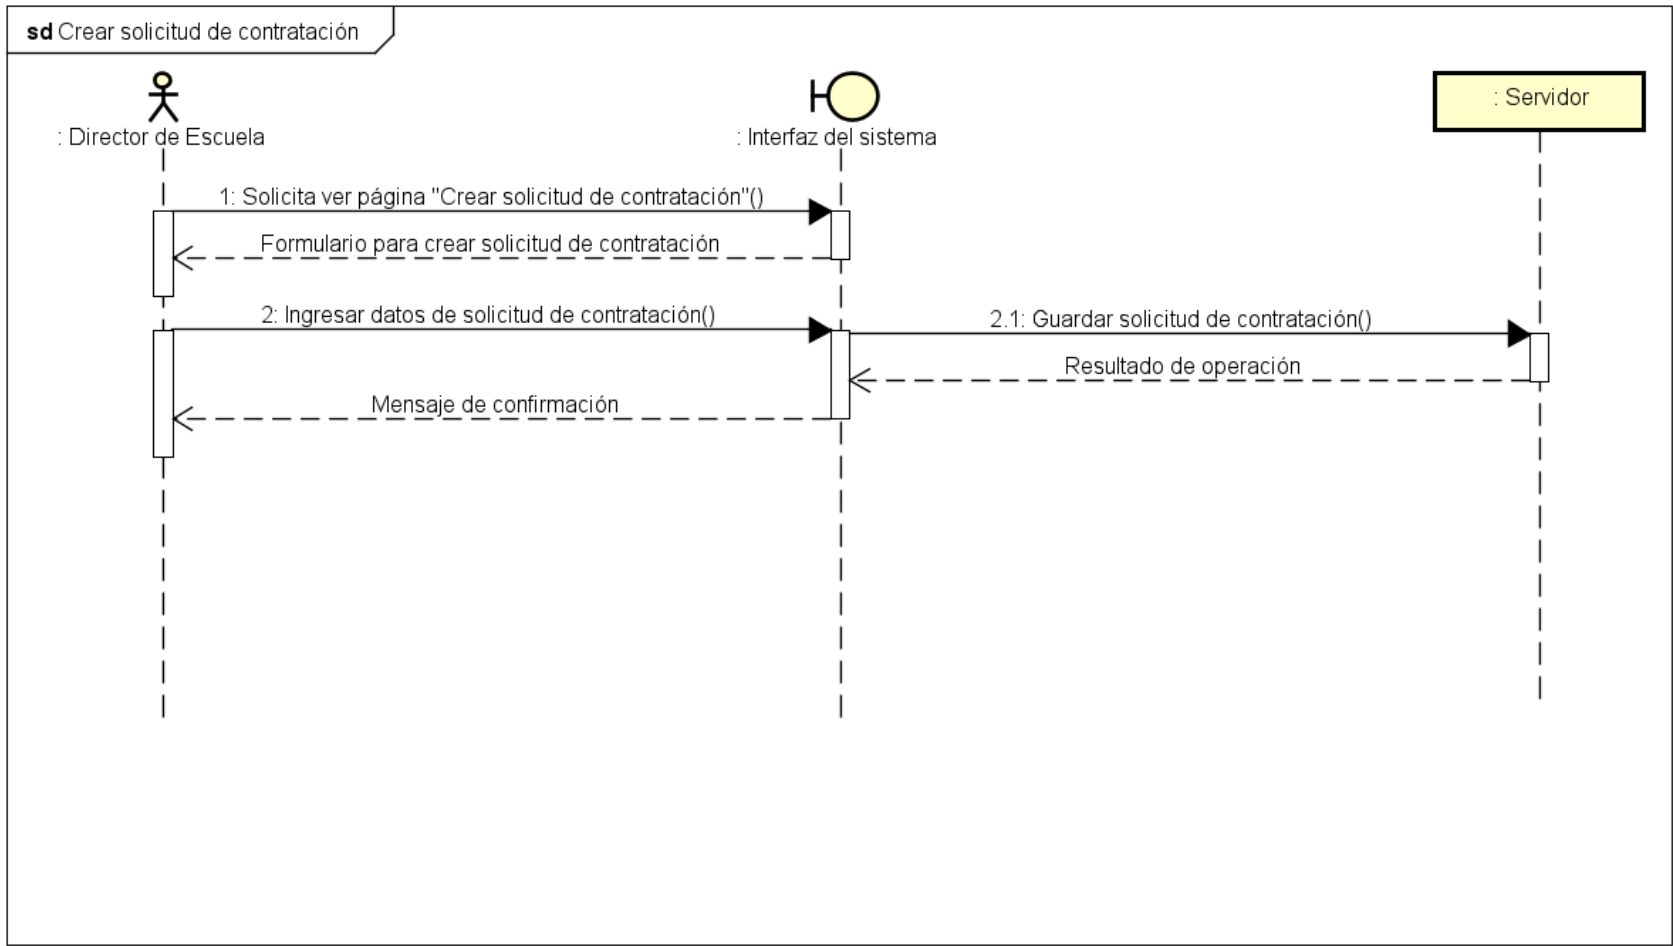 sd Crear solicitud de contratación
: Director de Escuela
: Interfaz del sistema
: Servidor
1: Solicita ver página "Crear solicitud de contratación"()
Formulario para crear solicitud de contratación
2: Ingresar datos de solicitud de contratación()
2.1: Guardar solicitud de contratación()
Resultado de operación
Mensaje de confirmación